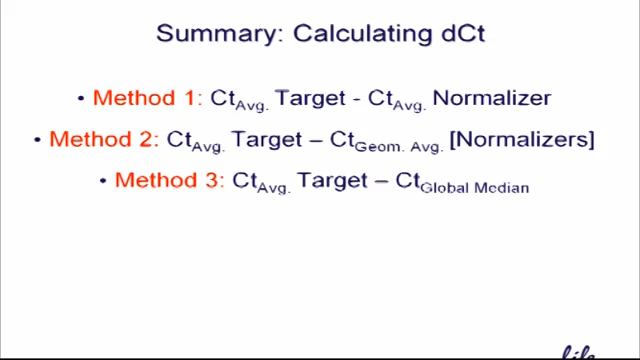 Summary: Calculating dCt
• Method 1: CtAvg. Target - CtAvg. Normalizer
• Method 2: CtAvg. Target – CtGeom. Avg. [Normalizers]
• Method 3: CtAvg. Target – CtGlobal Median